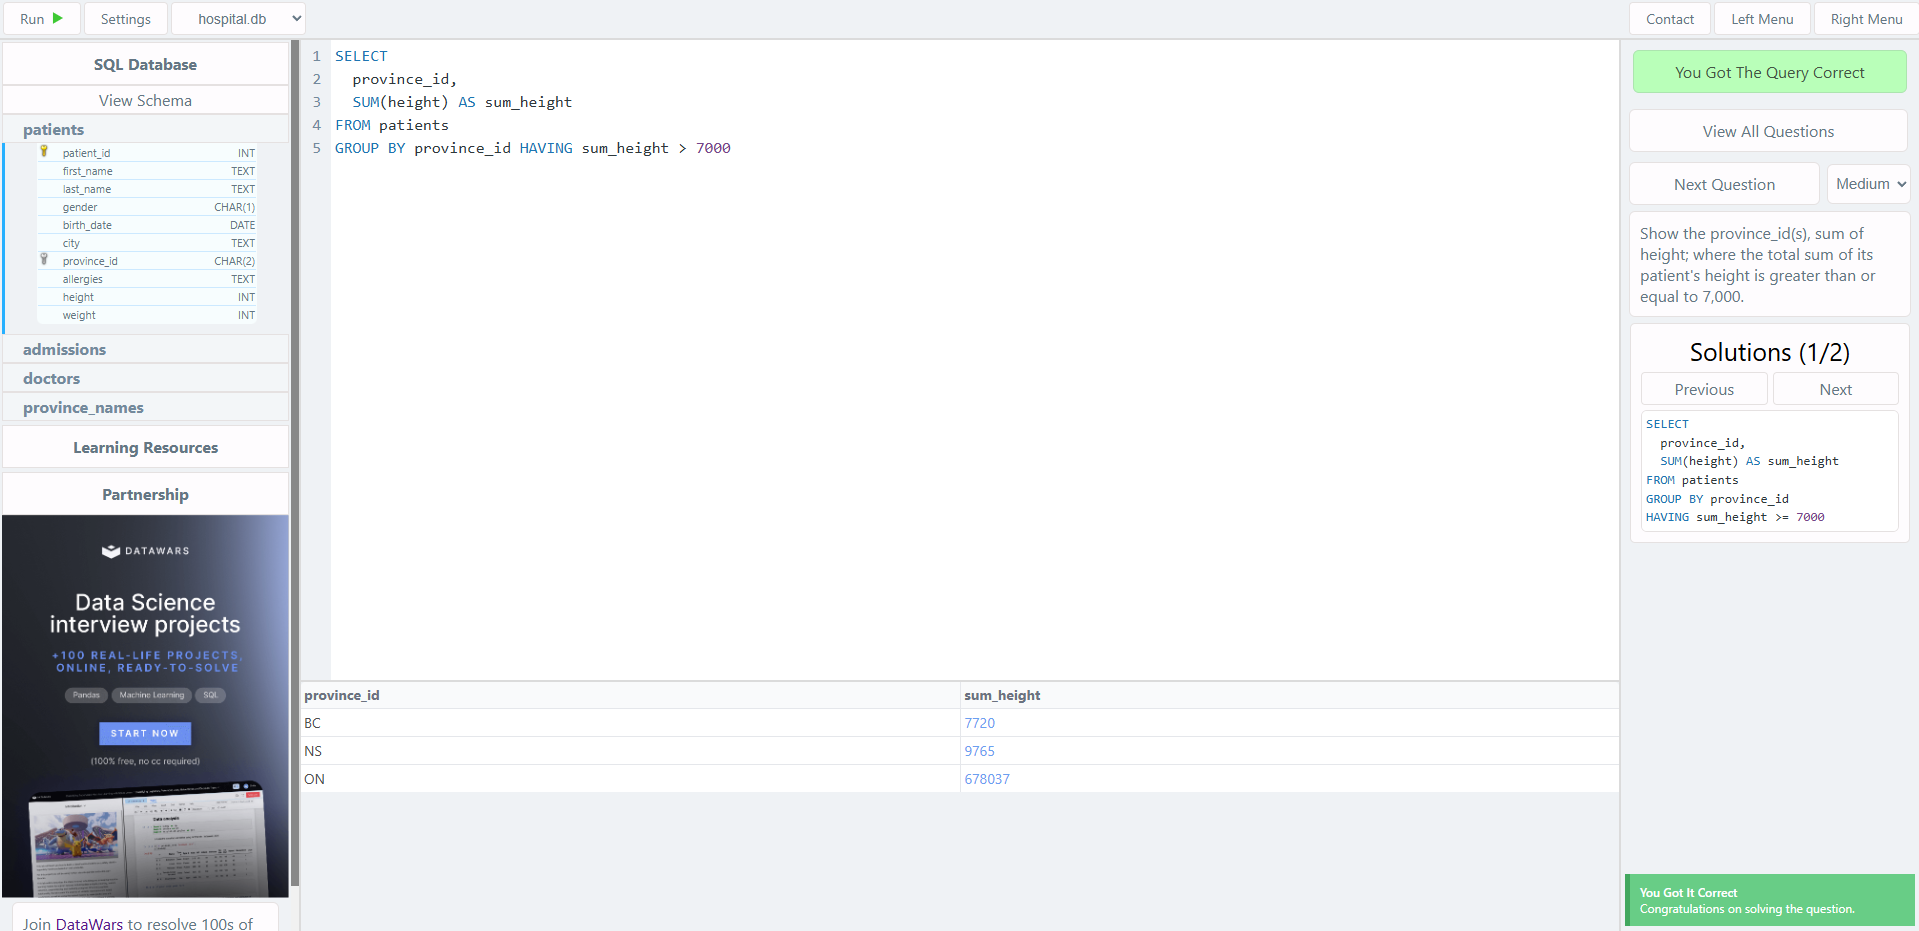 Run
Settings
hospital.db
Contact
Left Menu
Right Menu
SQL Database
View Schema
patients
patient_id INT
first_name TEXT
last_name TEXT
gender CHAR(1)
birth_date DATE
city TEXT
province_id CHAR(2)
allergies TEXT
height INT
weight INT
admissions
doctors
province_names
Learning Resources
Partnership
DATAWARS
Data Science
interview projects
+100 REAL-LIFE PROJECTS,
ONLINE, READY-TO-SOLVE
Pandas Machine Learning SQL
START NOW
(100% free, no cc required)
Join DataWars to resolve 100s of
1 SELECT
2 province_id,
3 SUM(height) AS sum_height
4 FROM patients
5 GROUP BY province_id HAVING sum_height > 7000
province_id sum_height
BC 7720
NS 9765
ON 678037
You Got The Query Correct
View All Questions
Next Question
Medium
Show the province_id(s), sum of
height; where the total sum of its
patient's height is greater than or
equal to 7,000.
Solutions (1/2)
Previous
Next
SELECT
province_id,
SUM(height) AS sum_height
FROM patients
GROUP BY province_id
HAVING sum_height >= 7000
You Got It Correct
Congratulations on solving the question.